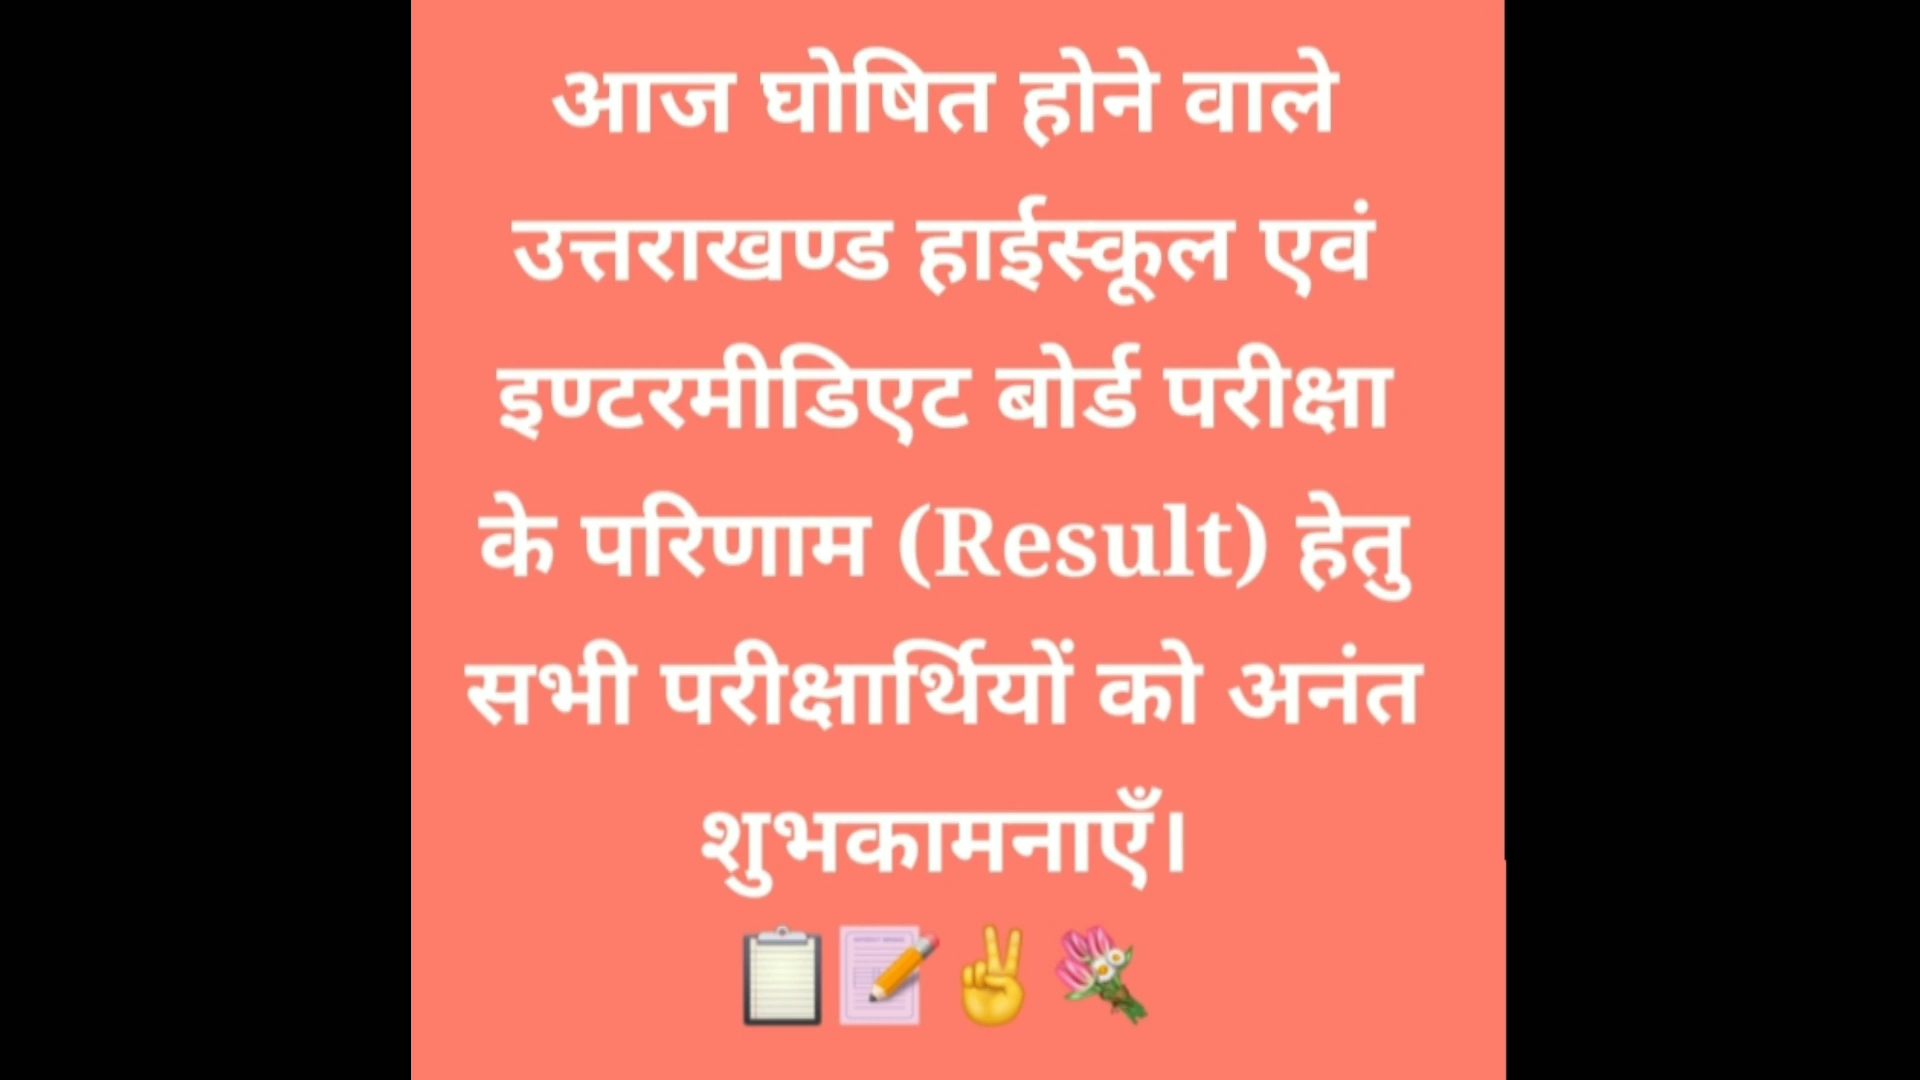 आज घोषित होने वाले
उत्तराखण्ड हाईस्कूल एवं
इण्टरमीडिएट बोर्ड परीक्षा
के परिणाम (Result) हेतु
सभी परीक्षार्थियों को अनंत
शुभकामनाएँ।